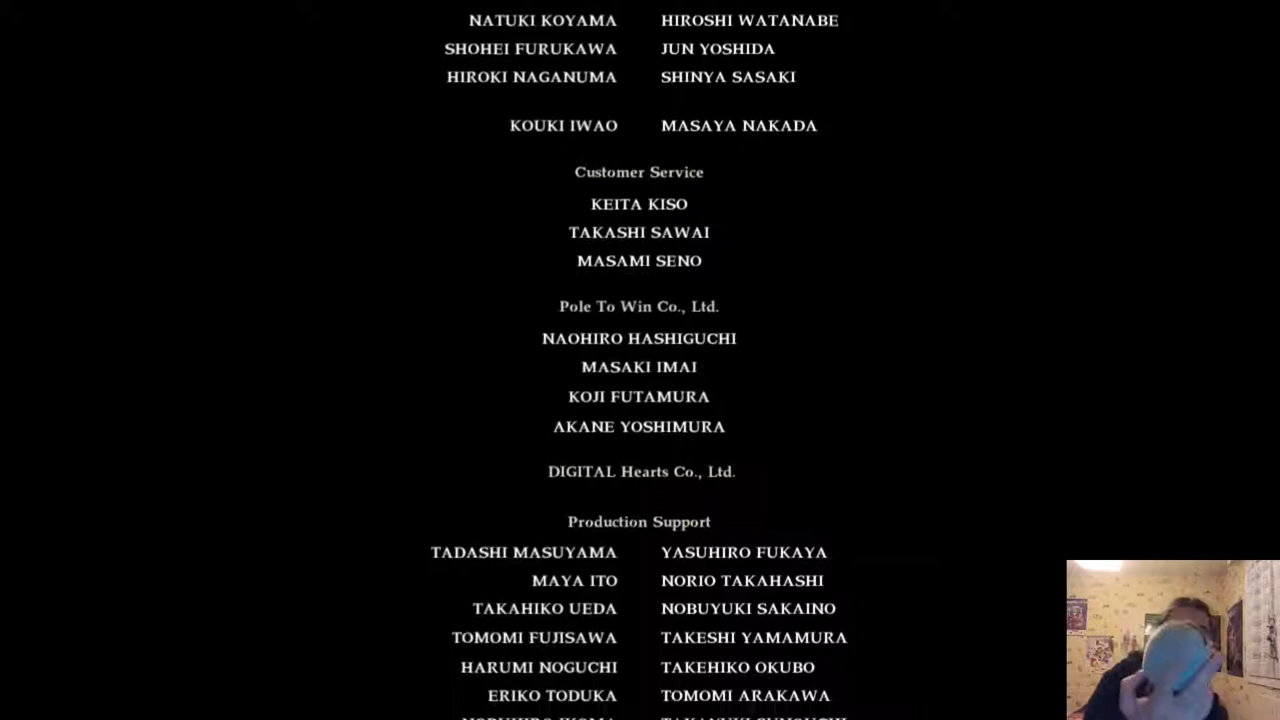 NATUKI KOYAMA HIROSHI WATANABE
SHOHEI FURUKAWA JUN YOSHIDA
HIROKI NAGANUMA SHINYA SASAKI
KOUKI IWAO MASAYA NAKADA
Customer Service
KEITA KISO
TAKASHI SAWAI
MASAMI SENO
Pole To Win Co., Ltd.
NAOHIRO HASHIGUCHI
MASAKI IMAI
KOJI FUTAMURA
AKANE YOSHIMURA
DIGITAL Hearts Co., Ltd.
Production Support
TADASHI MASUYAMA YASUHIRO FUKAYA
MAYA ITO NORIO TAKAHASHI
TAKAHIKO UEDA NOBUYUKI SAKAINO
TOMOMI FUJISAWA TAKESHI YAMAMURA
HARUMI NOGUCHI TAKEHIKO OKUBO
ERIKO TODUKA TOMOMI ARAKAWA